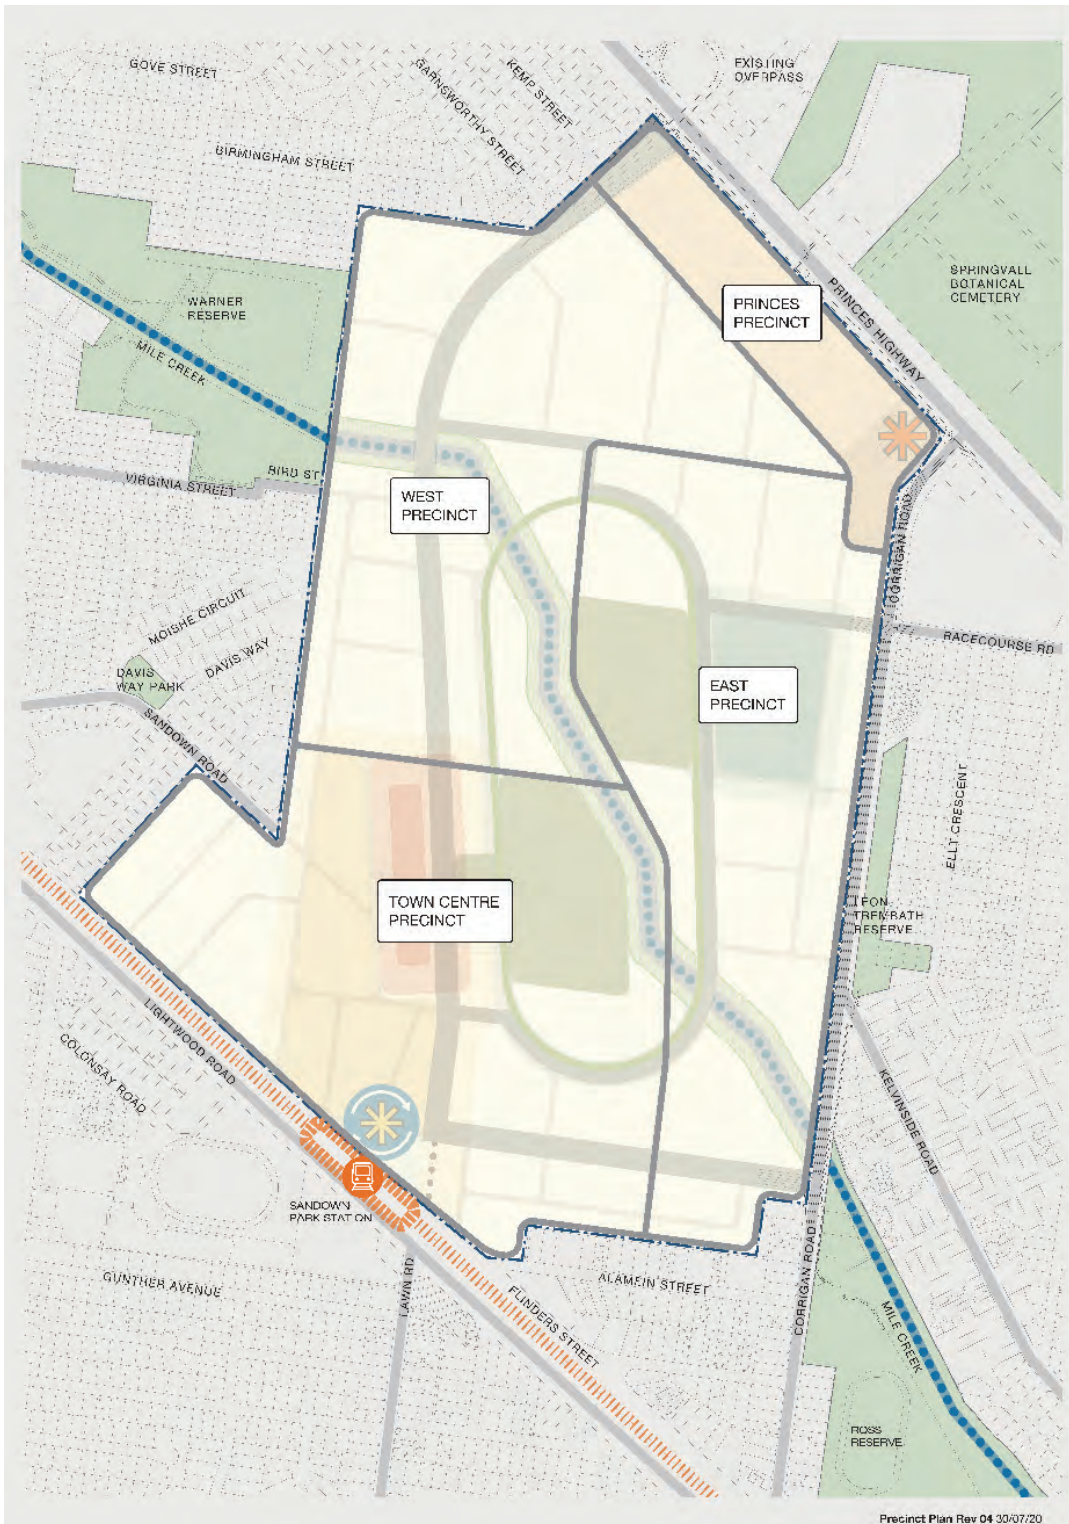 GOVE STREET
GARNSWORTHY STREET
KEMP STREET
EXISTING
OVERPASS
BIRMINGHAM STREET
SPRINGVALL
BOTANICAL
CEMETERY
WARNER
RESERVE
PRINCES
PRECINCT
PRINCES HIGHWAY
MILE CREEK
BIRD ST
VIRGINIA STREET
WEST
PRECINCT
CORRIGAN ROAD
MOISHE CIRCUIT
DAVIS WAY
RACECOURSE RD
DAVIS
WAY PARK
EAST
PRECINCT
SANDOWN ROAD
ELLT CRESCENT
TOWN CENTRE
PRECINCT
LEON
TREMBATH
RESERVE
LIGHTWOOD ROAD
COLONSAY ROAD
KELVINSIDE ROAD
SANDOWN
PARK STATION
GUNTHER AVENUE
LAWN RD
FLINDERS STREET
ALAMEIN STREET
CORRIGAN ROAD
MILE CREEK
ROSS
RESERVE
Precinct Plan Rev 04 30/07/20